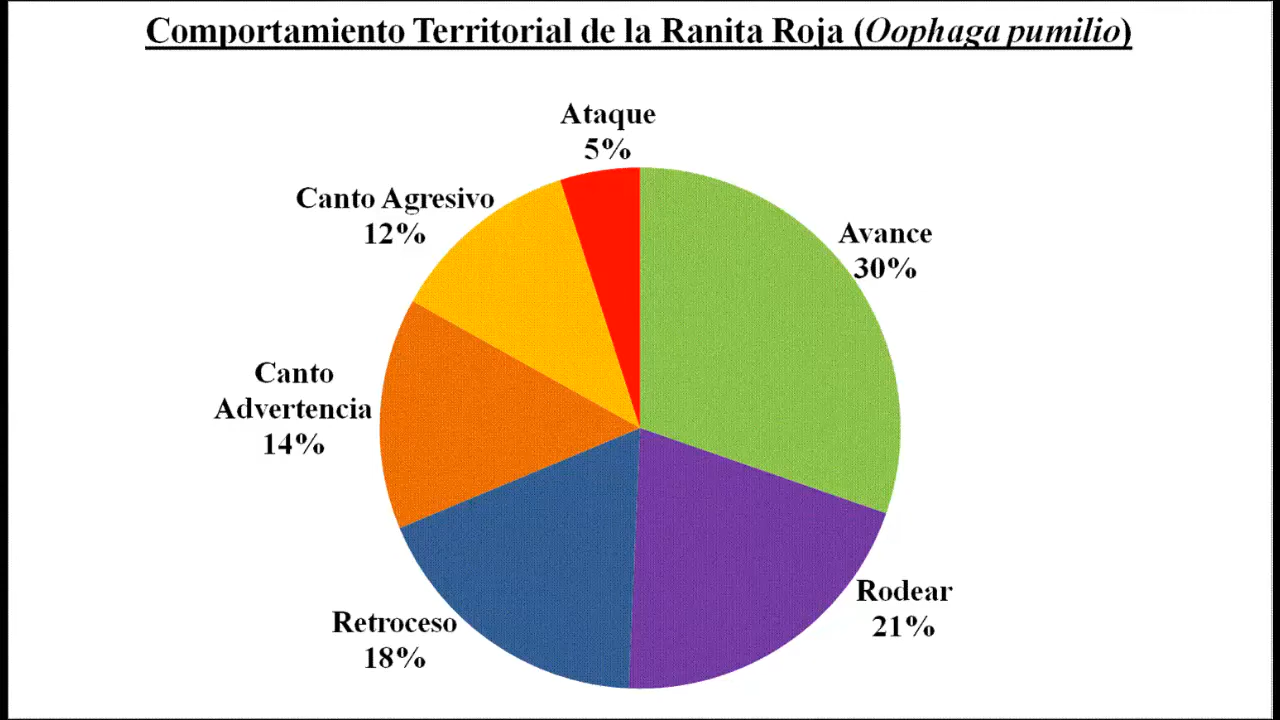 Comportamiento Territorial de la Ranita Roja (Oophaga pumilio)
Ataque
5%
Canto Agresivo
12%
Avance
30%
Canto
Advertencia
14%
Rodear
21%
Retroceso
18%